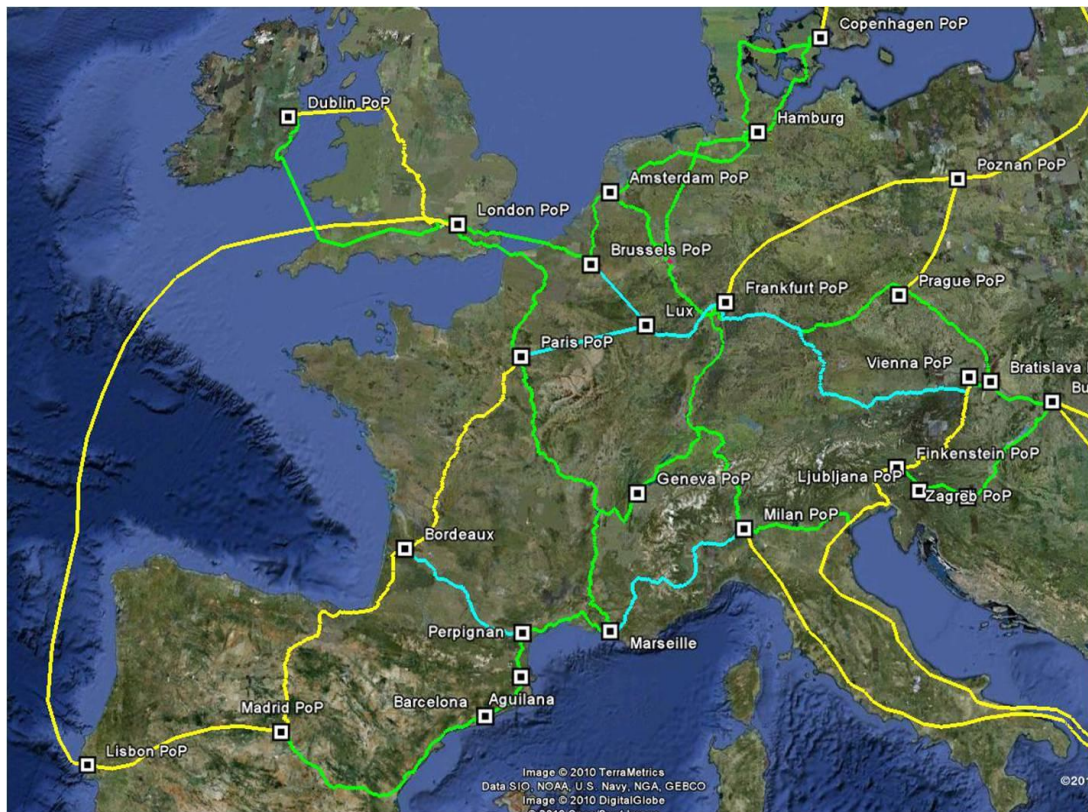 Copenhagen PoP
Dublin PoP
Hamburg
Poznan PoP
Amsterdam PoP
London PoP
Brussels PoP
Frankfurt PoP
Prague PoP
Lux
Paris PoP
Vienna PoP
Bratislava
Bu
Finkenstein PoP
Ljubljana PoP
Geneva PoP
Zagreb PoP
Milan PoP
Bordeaux
Perpignan
Marseille
Aguilana
Barcelona
Madrid PoP
Lisbon PoP
Image © 2010 TerraMetrics
Data SIO, NOAA, U.S. Navy, NGA, GEBCO
Image © 2010 DigitalGlobe
©201